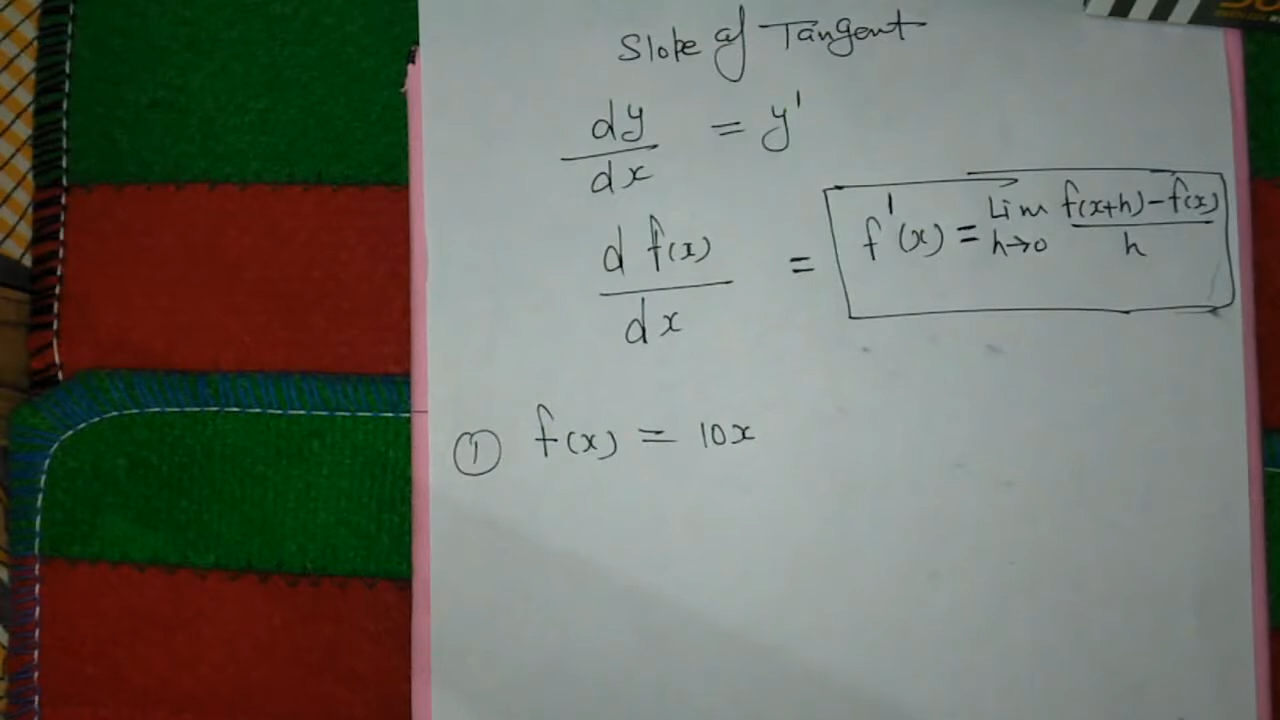 Slope of Tangent
dy/dx = y'
d f(x)/dx = f'(x) = Lim h→0 f(x+h)-f(x)/h
① f(x) = 10x